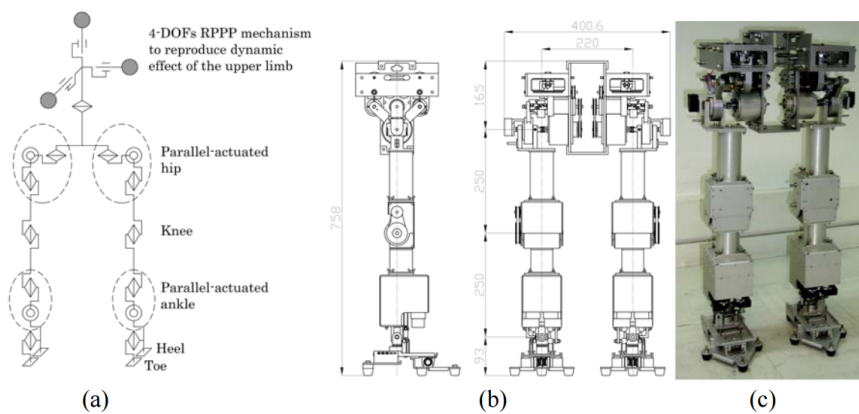 4-DOFs RPPP mechanism
to reproduce dynamic
effect of the upper limb
Parallel-actuated
hip
Knee
Parallel-actuated
ankle
Heel
Toe
(a)
758
400.6
220
165
250
250
93
(b)
(c)